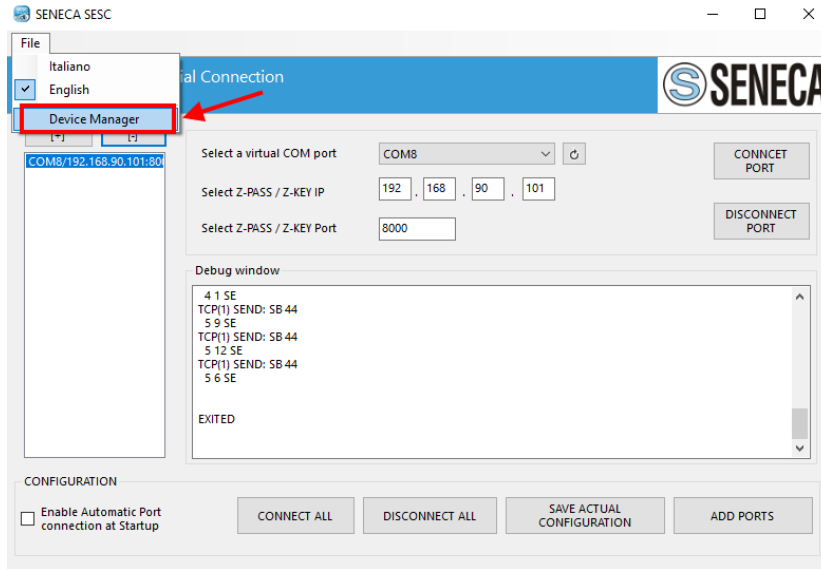 SENECA SESC
File
Italiano
English
Device Manager
ial Connection
SENECA
[+] [-]
COM8/192.168.90.101:80
Select a virtual COM port COM8
CONNCET PORT
Select Z-PASS / Z-KEY IP 192 . 168 . 90 . 101
Select Z-PASS / Z-KEY Port 8000
DISCONNECT PORT
Debug window
4 1 SE
TCP(1) SEND: SB 44
5 9 SE
TCP(1) SEND: SB 44
5 12 SE
TCP(1) SEND: SB 44
5 6 SE
EXITED
CONFIGURATION
Enable Automatic Port
connection at Startup
CONNECT ALL
DISCONNECT ALL
SAVE ACTUAL
CONFIGURATION
ADD PORTS